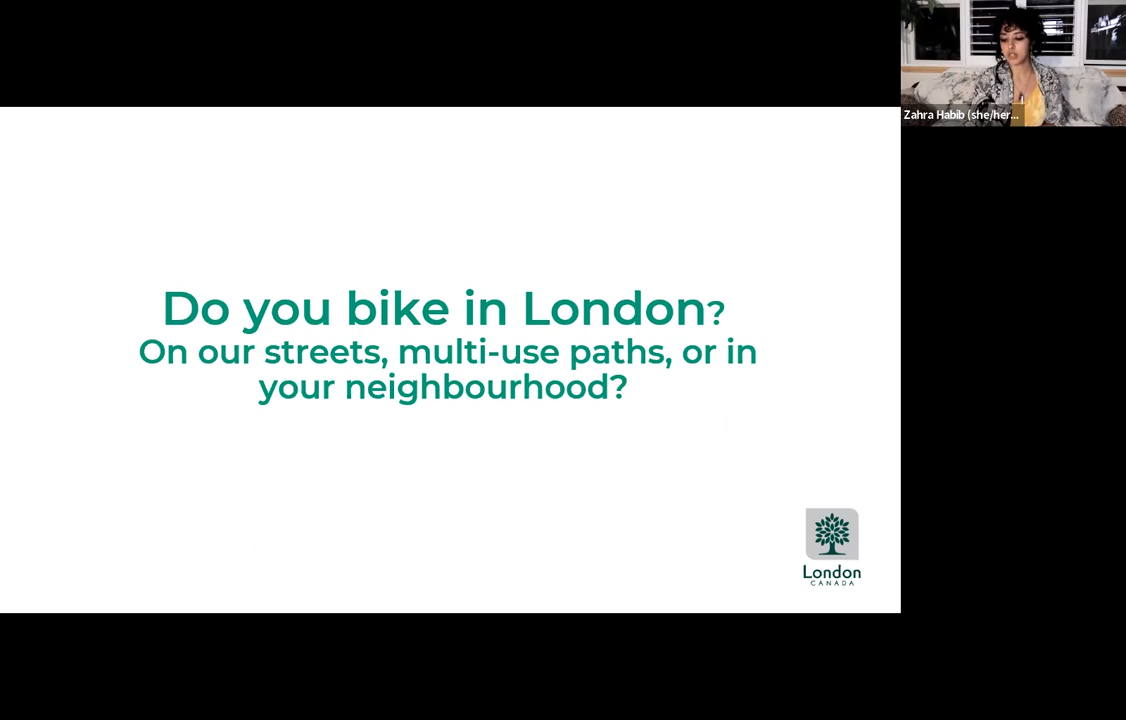 Zahra Habib (she/her...
Do you bike in London?
On our streets, multi-use paths, or in
your neighbourhood?
London
CANADA